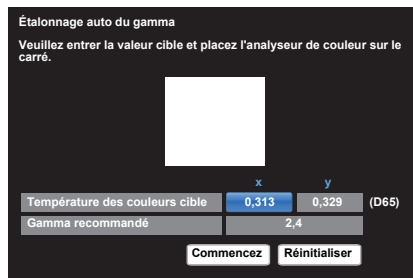 Étalonnage auto du gamma
Veuillez entrer la valeur cible et placez l'analyseur de couleur sur le
carré.
x y
Température des couleurs cible 0,313 0,329 (D65)
Gamma recommandé 2,4
Commencez Réinitialiser